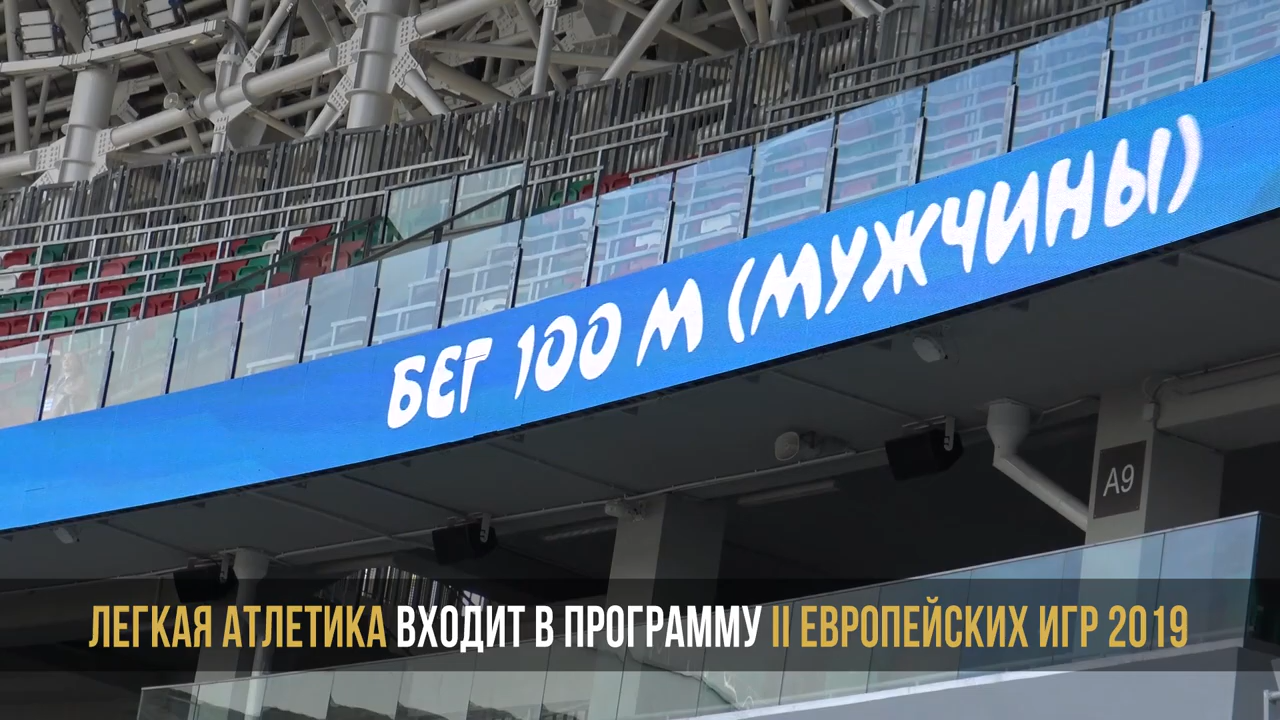 БЕГ 100 М (МУЖЧИНЫ)
A9
ЛЕГКАЯ АТЛЕТИКА ВХОДИТ В ПРОГРАММУ II ЕВРОПЕЙСКИХ ИГР 2019